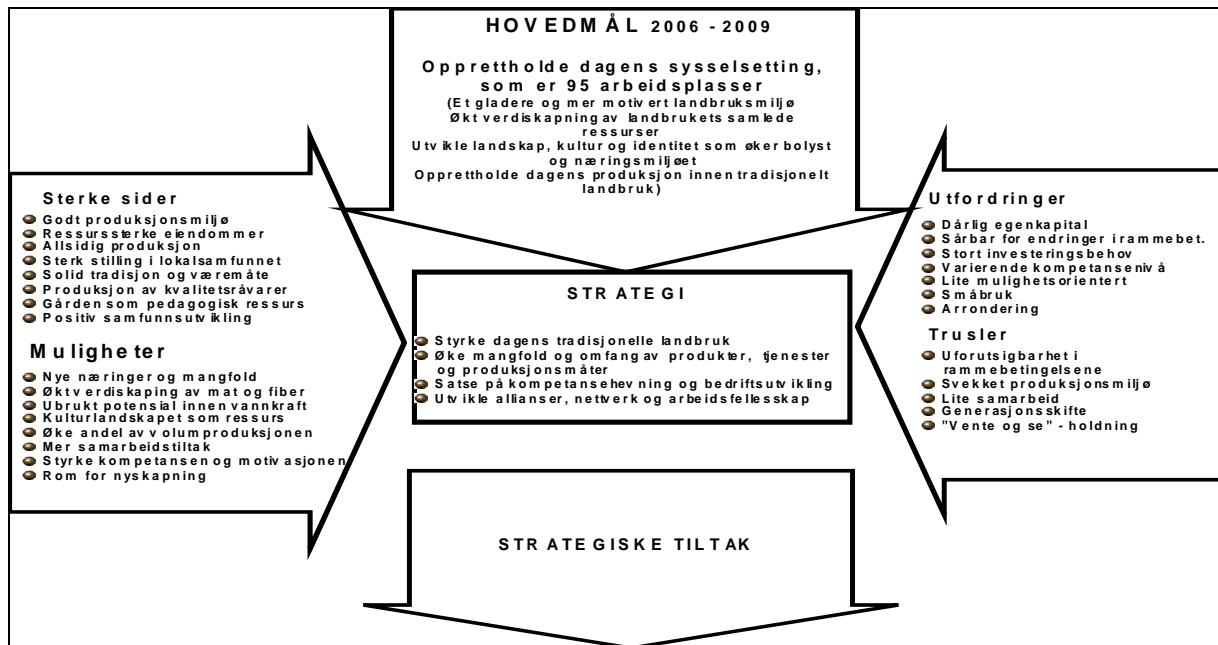 HOVEDMÅL 2006 - 2009
Opprettholde dagens sysselsetting,
som er 95 arbeidsplasser
(Et gladere og mer motivert landbruksmiljø
Økt verdiskapning av landbrukets samlede
ressurser
Utvikle landskap, kultur og identitet som øker bolyst
og næringsmiljøet
Opprettholde dagens produksjon innen tradisjonelt
landbruk)
Sterke sider
Godt produksjonsmiljø
Ressurssterke eiendommer
Allsidig produksjon
Sterk stilling i lokalsamfunnet
Solid tradisjon og væremåte
Produksjon av kvalitetsråvarer
Gården som pedagogisk ressurs
Positiv samfunnsutvikling
Muligheter
Nye næringer og mangfold
Økt verdiskaping av mat og fiber
Ubrukt potensial innen vannkraft
Kulturlandskapet som ressurs
Øke andel av volumproduksjonen
Mer samarbeidstiltak
Styrke kompetansen og motivasjonen
Rom for nyskapning
STRATEGI
Styrke dagens tradisjonelle landbruk
Øke mangfold og omfang av produkter, tjenester
og produksjonsmåter
Satse på kompetansehevning og bedriftsutvikling
Utvikle allianser, nettverk og arbeidsfellesskap
Utfordringer
Dårlig egenkapital
Sårbar for endringer i rammebet.
Stort investeringsbehov
Varierende kompetansenivå
Lite mulighetsorientert
Småbruk
Arrondering
Trusler
Uforutsigbarhet i
rammebetingelsene
Svekket produksjonsmiljø
Lite samarbeid
Generasjonsskifte
”Vente og se” - holdning
STRATEGISKE TILTAK